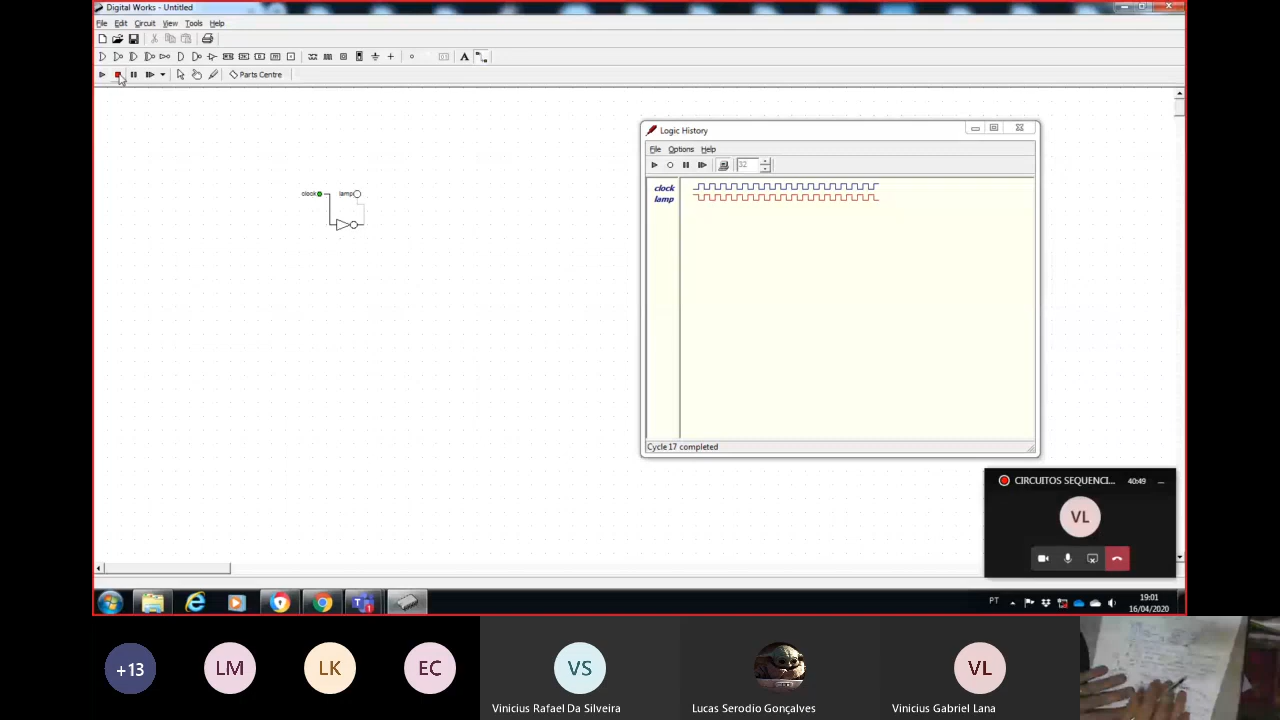 Digital Works - Untitled
File Edit Circuit View Tools Help
Parts Centre
clock lamp
Logic History
File Options Help
32
clock
lamp
Cycle 17 completed
CIRCUITOS SEQUENCI... 40:49
VL
PT
19:01
16/04/2020
+13
LM
LK
EC
VS
VL
Vinicius Rafael Da Silveira
Lucas Serodio Gonçalves
Vinicius Gabriel Lana